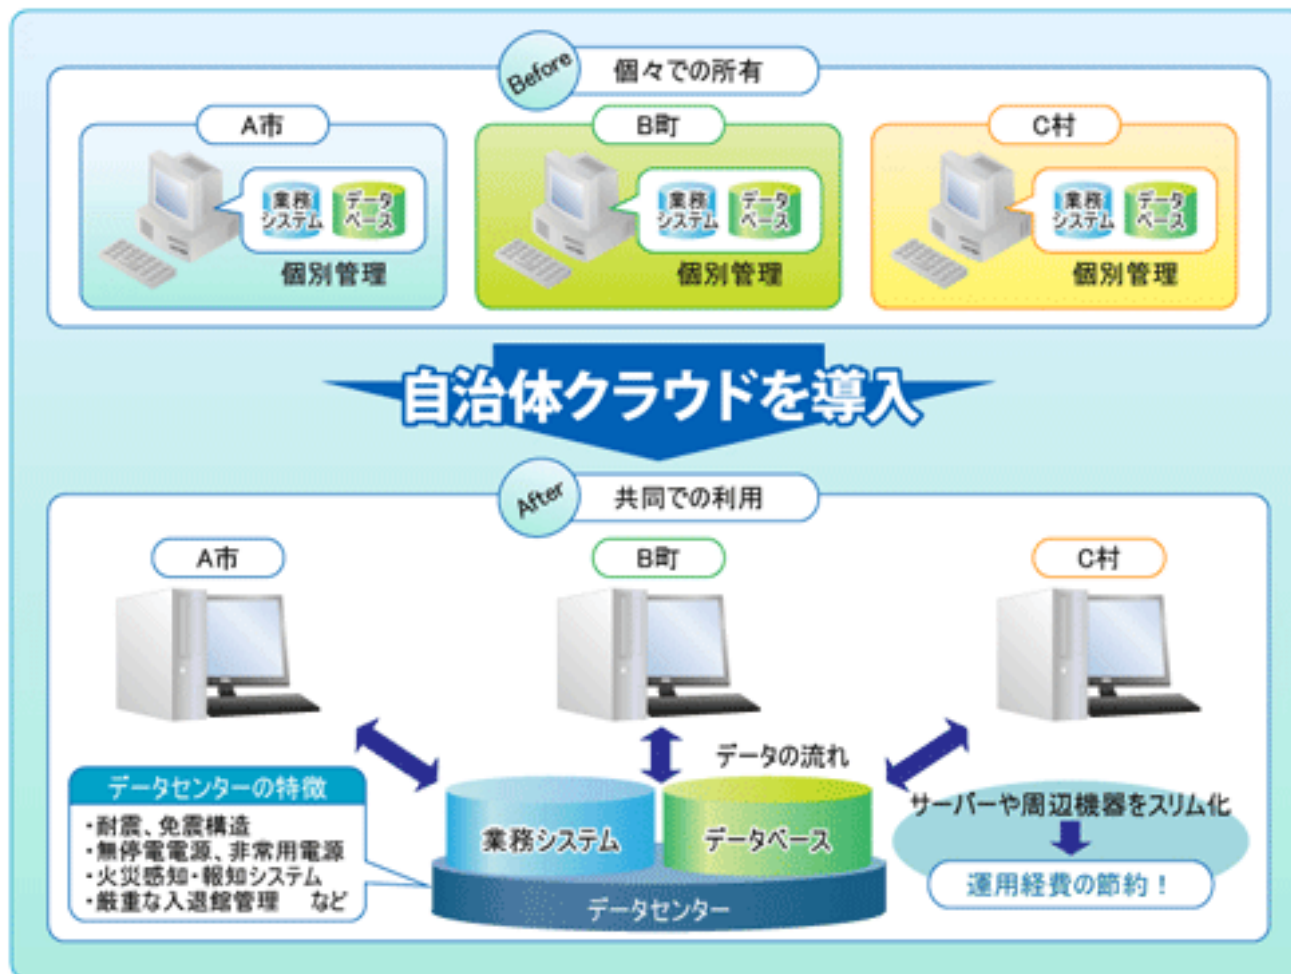 Before
個々での所有
A市
B町
C村
業務
システム
データ
ベース
業務
システム
データ
ベース
業務
システム
データ
ベース
個別管理
個別管理
個別管理
自治体クラウドを導入
After
共同での利用
A市
B町
C村
データの流れ
データセンターの特徴
・耐震、免震構造
・無停電電源、非常用電源
・火災感知・報知システム
・厳重な入退館管理 など
業務システム
データベース
データセンター
サーバーや周辺機器をスリム化
運用経費の節約！